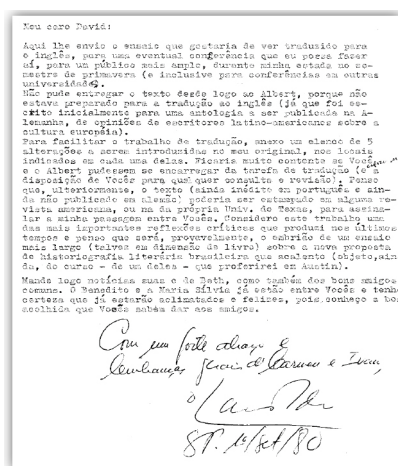 Meu caro David:
Aqui lhe envio o ensaio que gostaria de ver traduzido para
o inglês, para uma eventual conferência que eu possa fazer
aí, para um público mais amplo, durante minha estada no se-
mestre de primavera (e inclusive para conferências em outras
universidades).
Não pude entregar o texto desde logo ao Albert, porque não
estava preparado para a tradução ao inglês (já que foi es-
crito inicialmente para uma antologia a ser publicada na A-
lemanha, de opiniões de escritores latino-americanos sobre a
cultura européia).
Para facilitar o trabalho de tradução, anexo um elenco de 5
alterações a serem introduzidas no meu original, nos locais
indicados em cada uma delas. Ficaria muito contente se Você
e o Albert pudessem se encarregar da tarefa de tradução (e à
disposição de Vocês para qualquer consulta e revisão). Penso
que, ulteriormente, o texto (ainda inédito em português e ain-
da não publicado em alemão) poderia ser estampado em alguma re-
vista americana, ou na da própria Univ. do Texas, para assina-
lar a minha passagem entre Vocês. Considero este trabalho uma
das mais importantes reflexões críticas que produzi nos últimos
tempos e penso que será, provavelmente, o embrião de um ensaio
mais largo (talvez em dimensão de livro) sobre a nova proposta
de historiografia literária brasileira que acalento (objeto, ain
da, do curso - de um deles - que proferirei em Austin).
Mande logo notícias suas e de Beth, como também dos bons amigos
comuns. O Benedito e a Maria Sílvia já estão entre Vocês e tenho
certeza que já estarão aclimatados e felizes, pois conheço a boa
acolhida que Vocês sabem dar aos amigos.
Com um forte abraço e
lembranças gerais de Carmen e Ivan,
o
SP. 1º/set/80